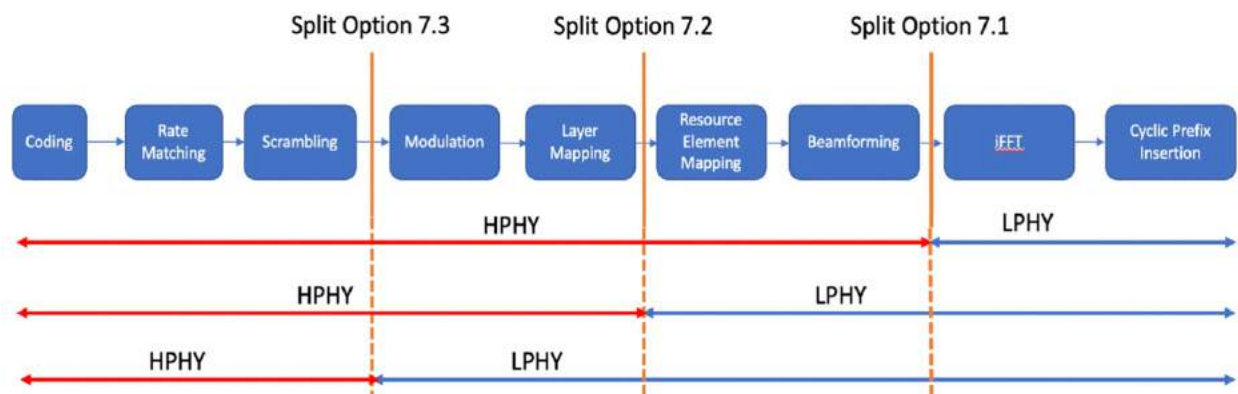 Split Option 7.3
Split Option 7.2
Split Option 7.1
Coding
Rate
Matching
Scrambling
Modulation
Layer
Mapping
Resource
Element
Mapping
Beamforming
iFFT
Cyclic Prefix
Insertion
HPHY
LPHY
HPHY
LPHY
HPHY
LPHY